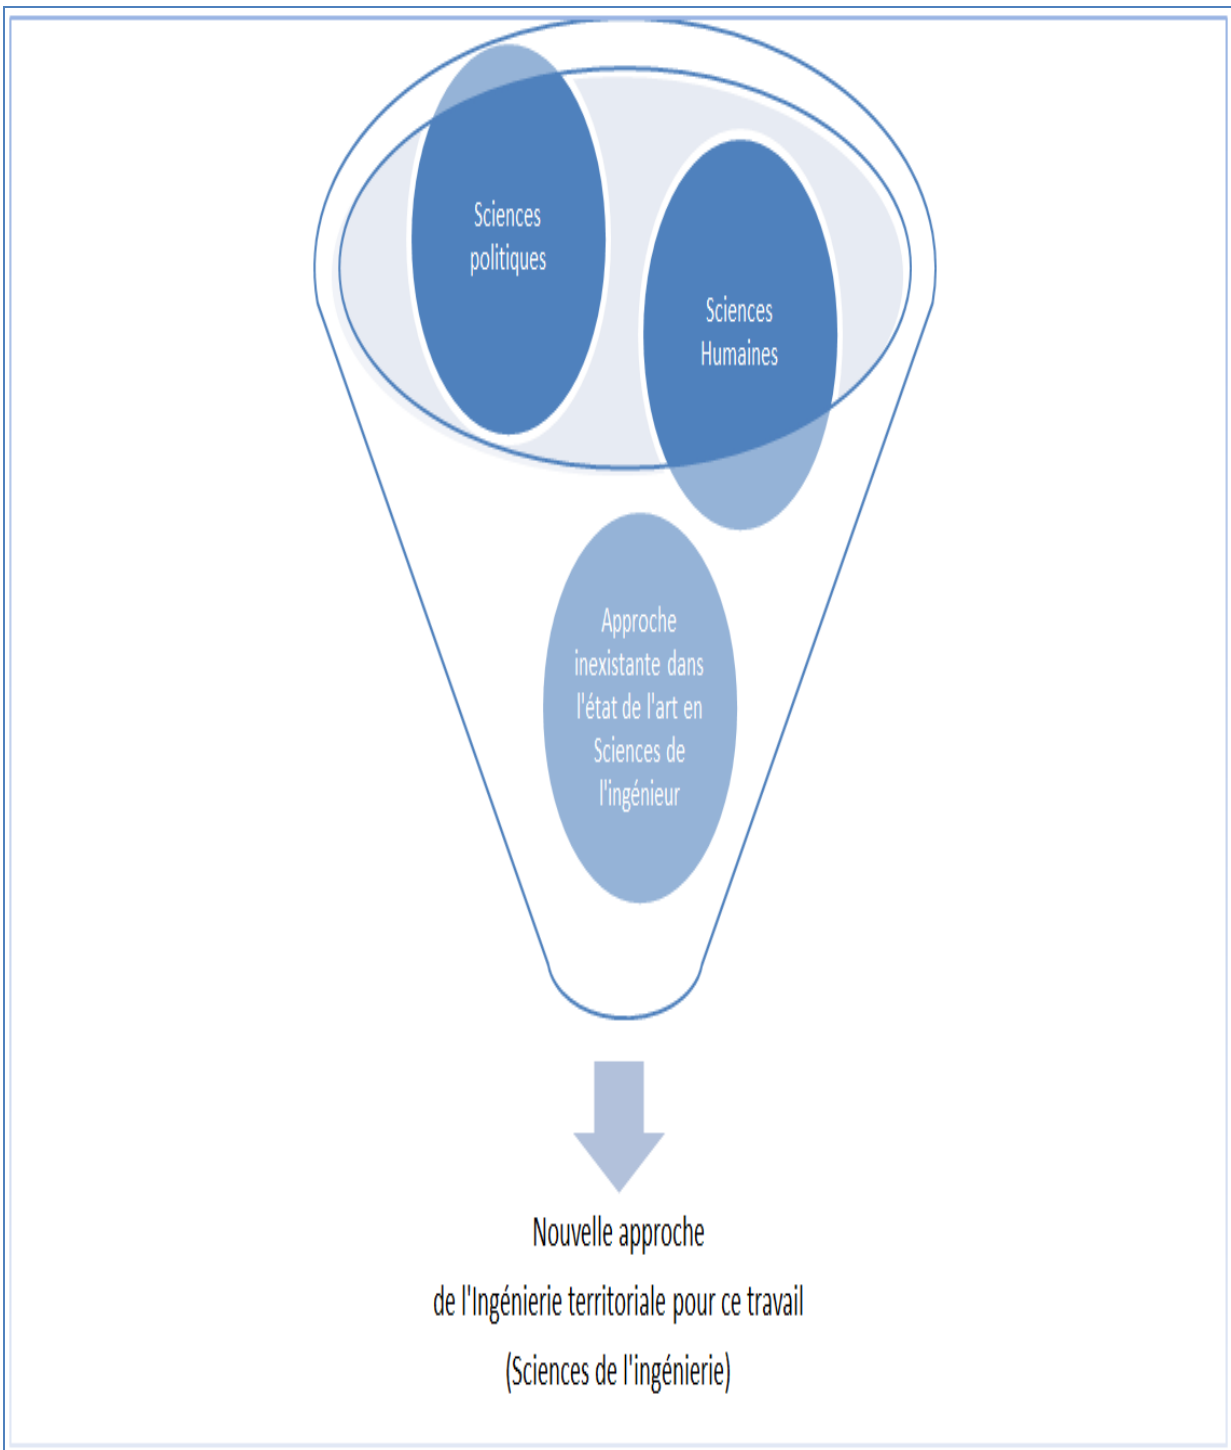 Sciences
politiques
Sciences
Humaines
Approche
inexistante dans
l'état de l'art en
Sciences de
l'ingénieur
Nouvelle approche
de l'Ingénierie territoriale pour ce travail
(Sciences de l'ingénierie)